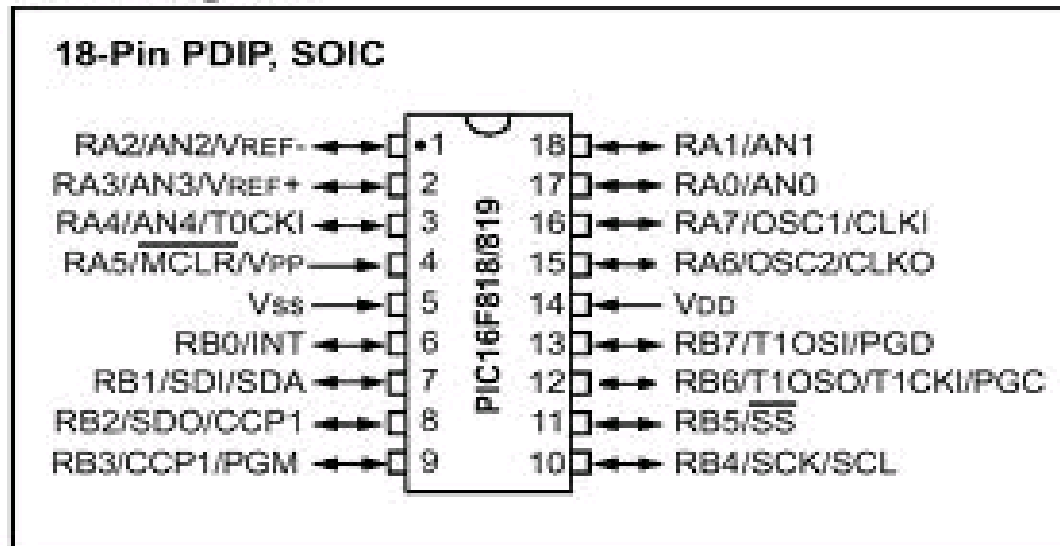 18-Pin PDIP, SOIC
RA2/AN2/VREF- •1 18 RA1/AN1
RA3/AN3/VREF+ 2 17 RA0/AN0
RA4/AN4/T0CKI 3 16 RA7/OSC1/CLKI
RA5/MCLR/VPP 4 15 RA6/OSC2/CLKO
VSS 5 14 VDD
RB0/INT 6 13 RB7/T1OSI/PGD
RB1/SDI/SDA 7 12 RB6/T1OSO/T1CKI/PGC
RB2/SDO/CCP1 8 11 RB5/SS
RB3/CCP1/PGM 9 10 RB4/SCK/SCL
PIC16F818/819